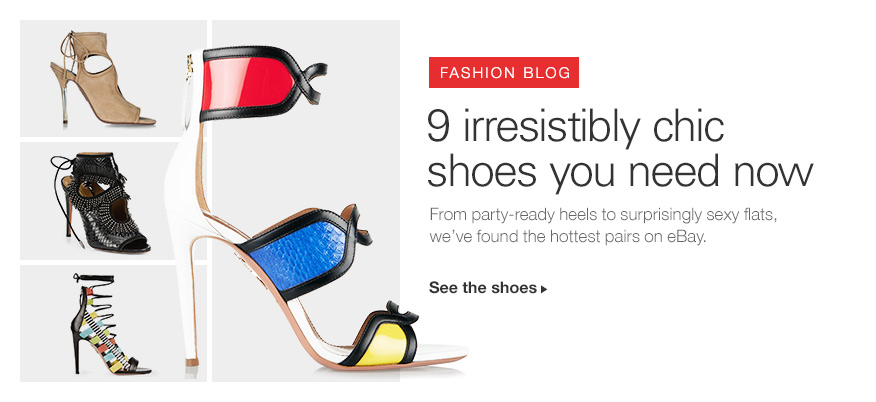 FASHION BLOG
9 irresistibly chic
shoes you need now
From party-ready heels to surprisingly sexy flats,
we've found the hottest pairs on eBay.
See the shoes ▸